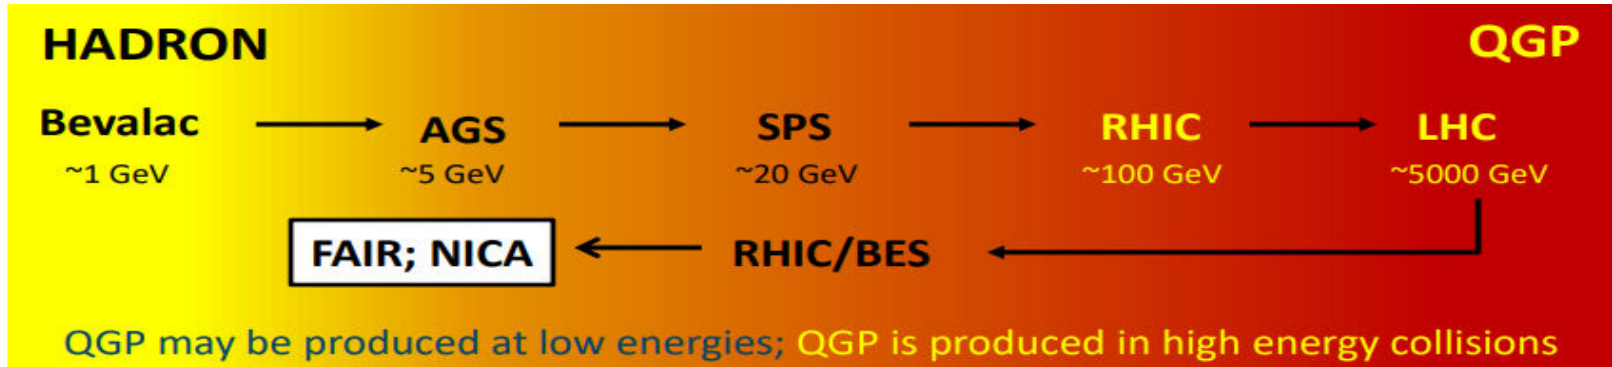 HADRON QGP
Bevalac AGS SPS RHIC LHC
~1 GeV ~5 GeV ~20 GeV ~100 GeV ~5000 GeV
FAIR; NICA RHIC/BES
QGP may be produced at low energies; QGP is produced in high energy collisions